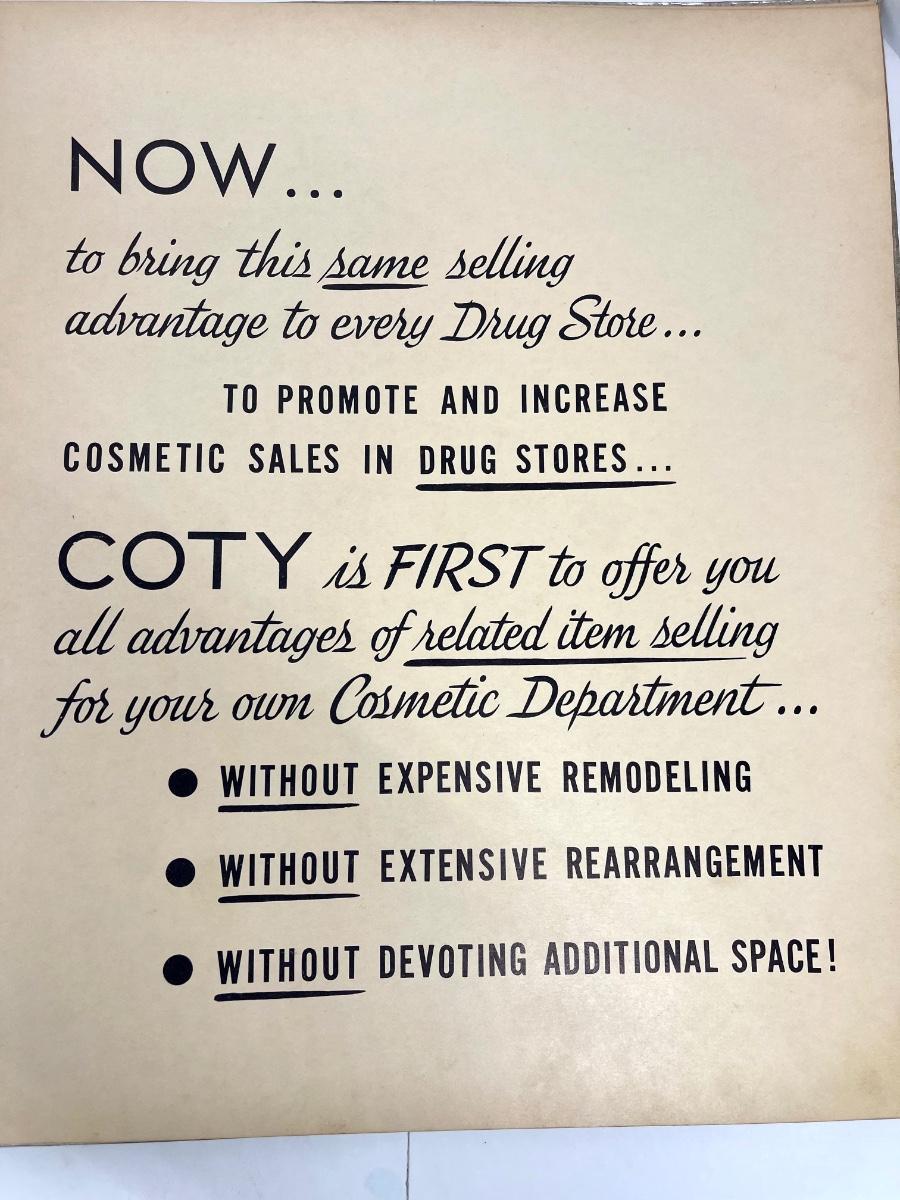 NOW...
to bring this same selling
advantage to every Drug Store...
TO PROMOTE AND INCREASE
COSMETIC SALES IN DRUG STORES...
COTY is FIRST to offer you
all advantages of related item selling
for your own Cosmetic Department...
● WITHOUT EXPENSIVE REMODELING
● WITHOUT EXTENSIVE REARRANGEMENT
● WITHOUT DEVOTING ADDITIONAL SPACE!